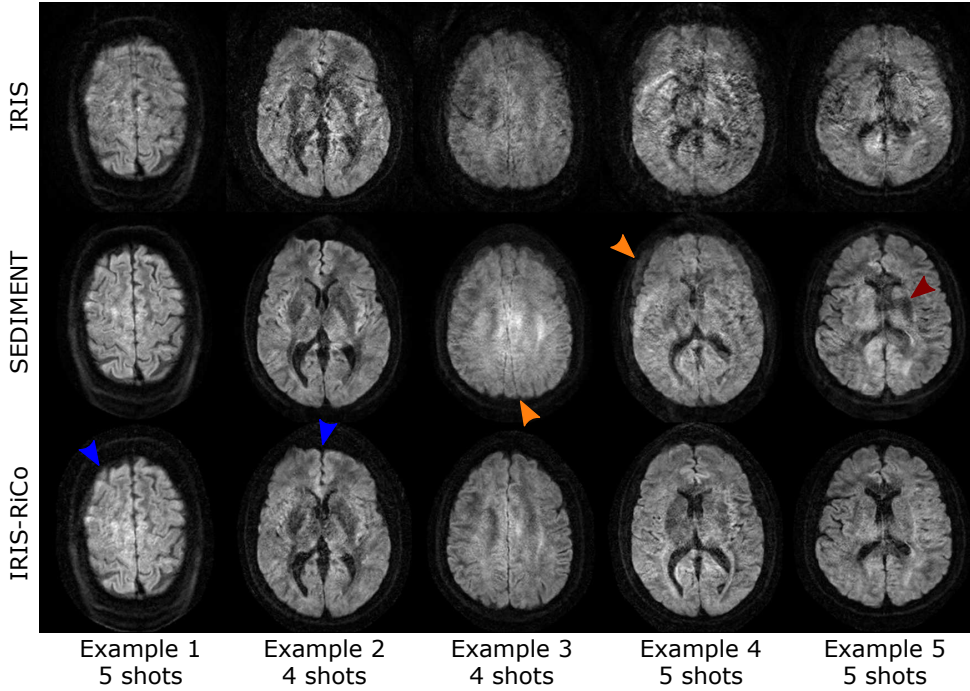 IRIS
SEDIMENT
IRIS-RiCo
Example 1
5 shots
Example 2
4 shots
Example 3
4 shots
Example 4
5 shots
Example 5
5 shots